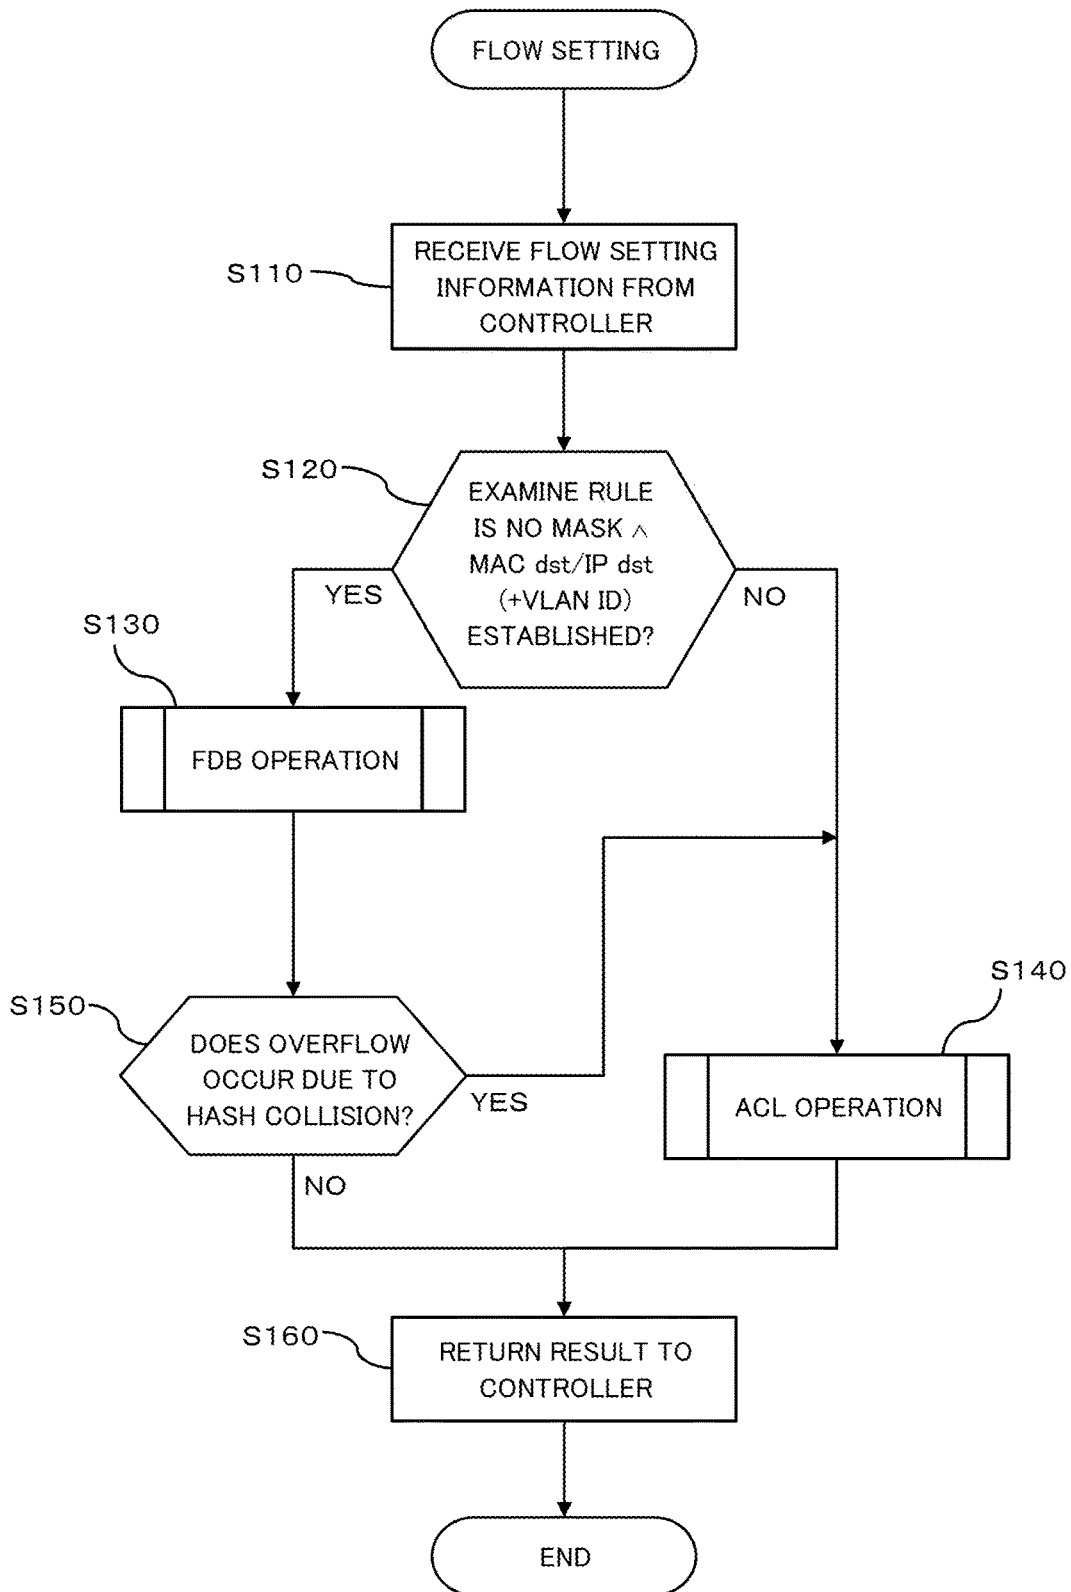 FLOW SETTING
S110
RECEIVE FLOW SETTING
INFORMATION FROM
CONTROLLER
S120
EXAMINE RULE
IS NO MASK ∧
MAC dst/IP dst
(+VLAN ID)
ESTABLISHED?
YES
NO
S130
FDB OPERATION
S150
DOES OVERFLOW
OCCUR DUE TO
HASH COLLISION?
YES
NO
S140
ACL OPERATION
S160
RETURN RESULT TO
CONTROLLER
END